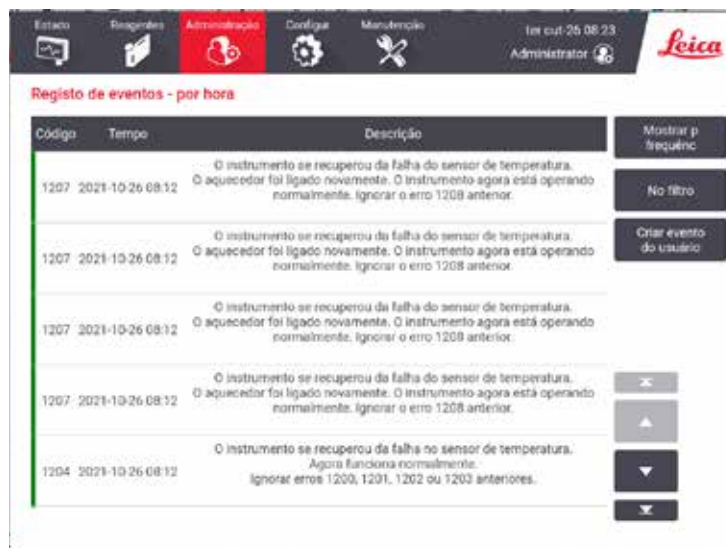 Estado Reagentes Administração Configur Manutenção ter out-26 08:23
Administrator
Leica
Registo de eventos - por hora
Código Tempo Descrição
Mostrar p
frequênc
No filtro
Criar evento
do usuário
O instrumento se recuperou da falha do sensor de temperatura.
1207 2021-10-26 08:12 O aquecedor foi ligado novamente. O instrumento agora está operando
normalmente. Ignorar o erro 1208 anterior.
O instrumento se recuperou da falha do sensor de temperatura.
1207 2021-10-26 08:12 O aquecedor foi ligado novamente. O instrumento agora está operando
normalmente. Ignorar o erro 1208 anterior.
O instrumento se recuperou da falha do sensor de temperatura.
1207 2021-10-26 08:12 O aquecedor foi ligado novamente. O instrumento agora está operando
normalmente. Ignorar o erro 1208 anterior.
O instrumento se recuperou da falha do sensor de temperatura.
1207 2021-10-26 08:12 O aquecedor foi ligado novamente. O instrumento agora está operando
normalmente. Ignorar o erro 1208 anterior.
O instrumento se recuperou da falha no sensor de temperatura.
1204 2021-10-26 08:12 Agora funciona normalmente.
Ignorar erros 1200, 1201, 1202 ou 1203 anteriores.